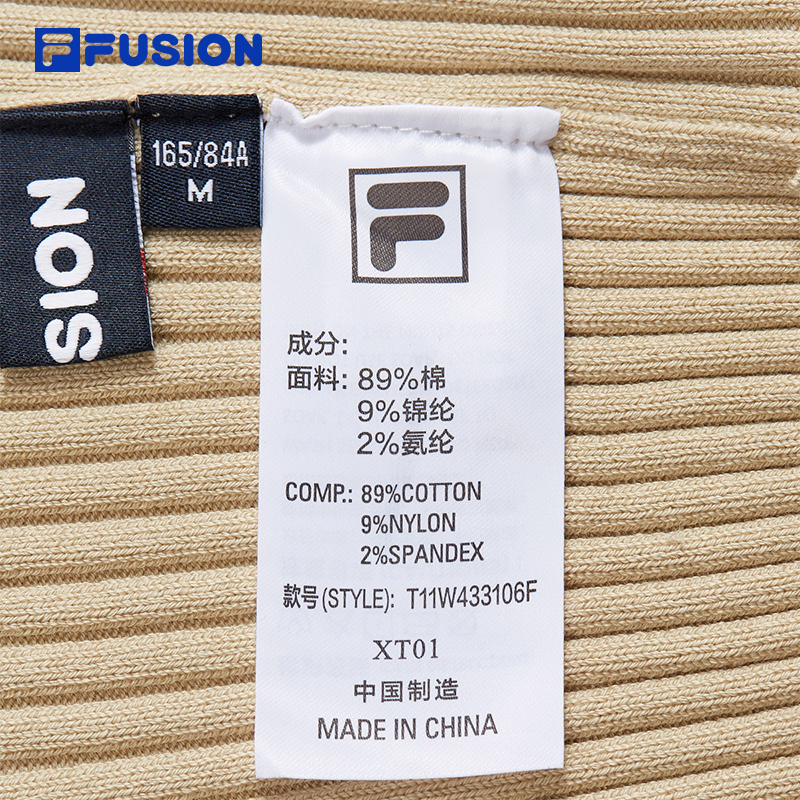 FUSION
165/84A
M
SION
F
成分:
面料: 89%棉
9%锦纶
2%氨纶
COMP.: 89%COTTON
9%NYLON
2%SPANDEX
款号(STYLE): T11W433106F
XT01
中国制造
MADE IN CHINA